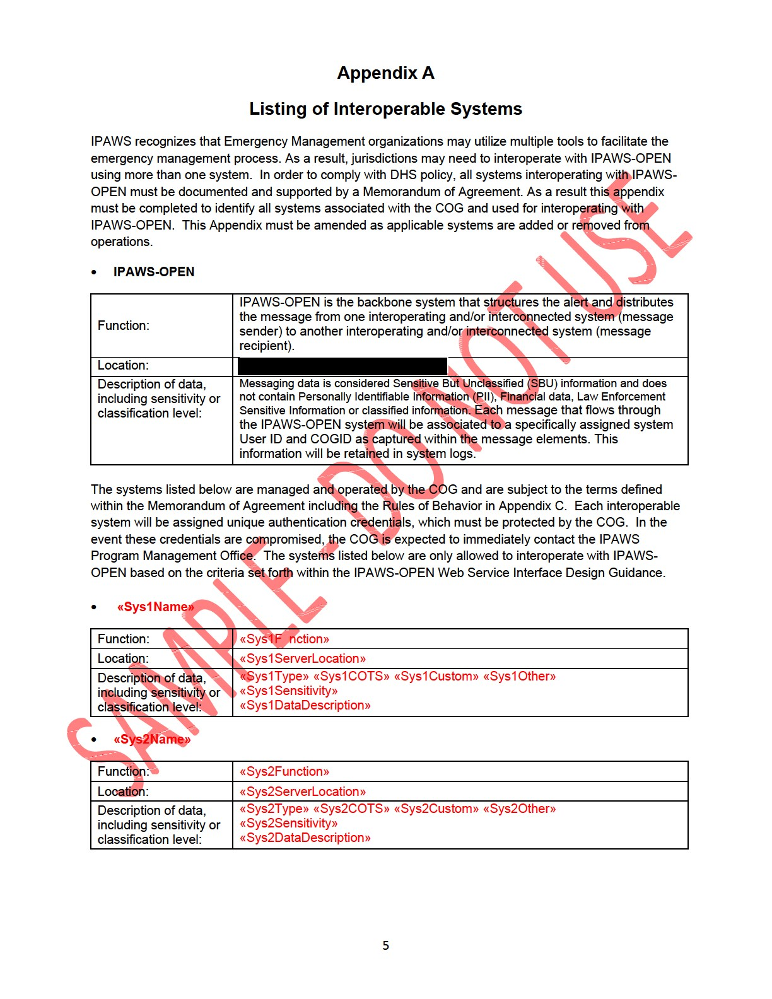 Appendix A
Listing of Interoperable Systems
IPAWS recognizes that Emergency Management organizations may utilize multiple tools to facilitate the
emergency management process. As a result, jurisdictions may need to interoperate with IPAWS-OPEN
using more than one system.  In order to comply with DHS policy, all systems interoperating with IPAWS-
OPEN must be documented and supported by a Memorandum of Agreement. As a result this appendix
must be completed to identify all systems associated with the COG and used for interoperating with
IPAWS-OPEN.  This Appendix must be amended as applicable systems are added or removed from
operations.
• IPAWS-OPEN
Function:
IPAWS-OPEN is the backbone system that structures the alert and distributes
the message from one interoperating and/or interconnected system (message
sender) to another interoperating and/or interconnected system (message
recipient).
Location:
Description of data,
including sensitivity or
classification level:
Messaging data is considered Sensitive But Unclassified (SBU) information and does
not contain Personally Identifiable Information (PII), Financial data, Law Enforcement
Sensitive Information or classified information. Each message that flows through
the IPAWS-OPEN system will be associated to a specifically assigned system
User ID and COGID as captured within the message elements. This
information will be retained in system logs.
The systems listed below are managed and operated by the COG and are subject to the terms defined
within the Memorandum of Agreement including the Rules of Behavior in Appendix C.  Each interoperable
system will be assigned unique authentication credentials, which must be protected by the COG.  In the
event these credentials are compromised, the COG is expected to immediately contact the IPAWS
Program Management Office.  The systems listed below are only allowed to interoperate with IPAWS-
OPEN based on the criteria set forth within the IPAWS-OPEN Web Service Interface Design Guidance.
• «Sys1Name»
Function:
«Sys1F nction»
Location:
«Sys1ServerLocation»
Description of data,
including sensitivity or
classification level:
«Sys1Type» «Sys1COTS» «Sys1Custom» «Sys1Other»
«Sys1Sensitivity»
«Sys1DataDescription»
• «Sys2Name»
Function:
«Sys2Function»
Location:
«Sys2ServerLocation»
Description of data,
including sensitivity or
classification level:
«Sys2Type» «Sys2COTS» «Sys2Custom» «Sys2Other»
«Sys2Sensitivity»
«Sys2DataDescription»
SAMPLE - DO NOT USE
5